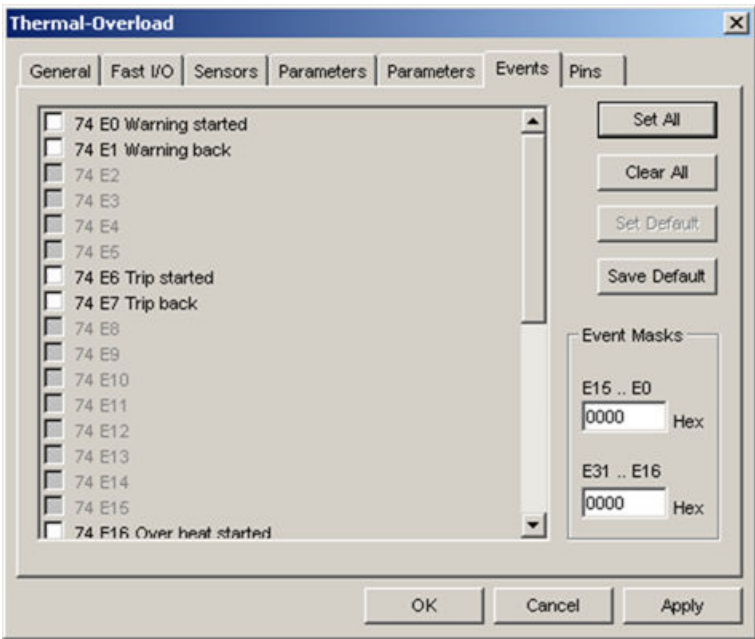 Thermal-Overload
General Fast I/O Sensors Parameters Parameters Events Pins
74 E0 Warning started
74 E1 Warning back
74 E2
74 E3
74 E4
74 E5
74 E6 Trip started
74 E7 Trip back
74 E8
74 E9
74 E10
74 E11
74 E12
74 E13
74 E14
74 E15
74 E16 Over heat started
Set All
Clear All
Set Default
Save Default
Event Masks
E15 .. E0
0000 Hex
E31 .. E16
0000 Hex
OK Cancel Apply